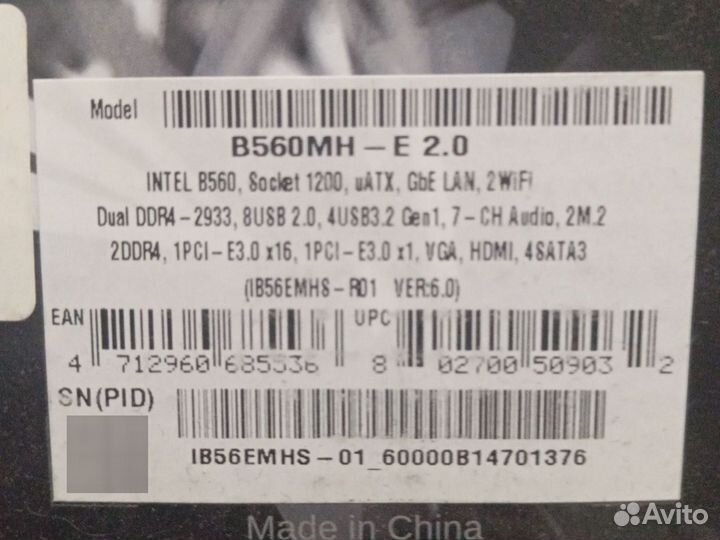 Model
B560MH-E 2.0
INTEL B560, Socket 1200, uATX, GbE LAN, 2WiFi
Dual DDR4-2933, 8USB 2.0, 4USB3.2 Gen1, 7-CH Audio, 2M.2
2DDR4, 1PCI-E3.0 x16, 1PCI-E3.0 x1, VGA, HDMI, 4SATA3
(IB56EMHS-R01 VER:6.0)
EAN UPC
4 712960 685536 8 02700 50903 2
SN(PID)
IB56EMHS-01_60000B14701376
Made in China
Avito